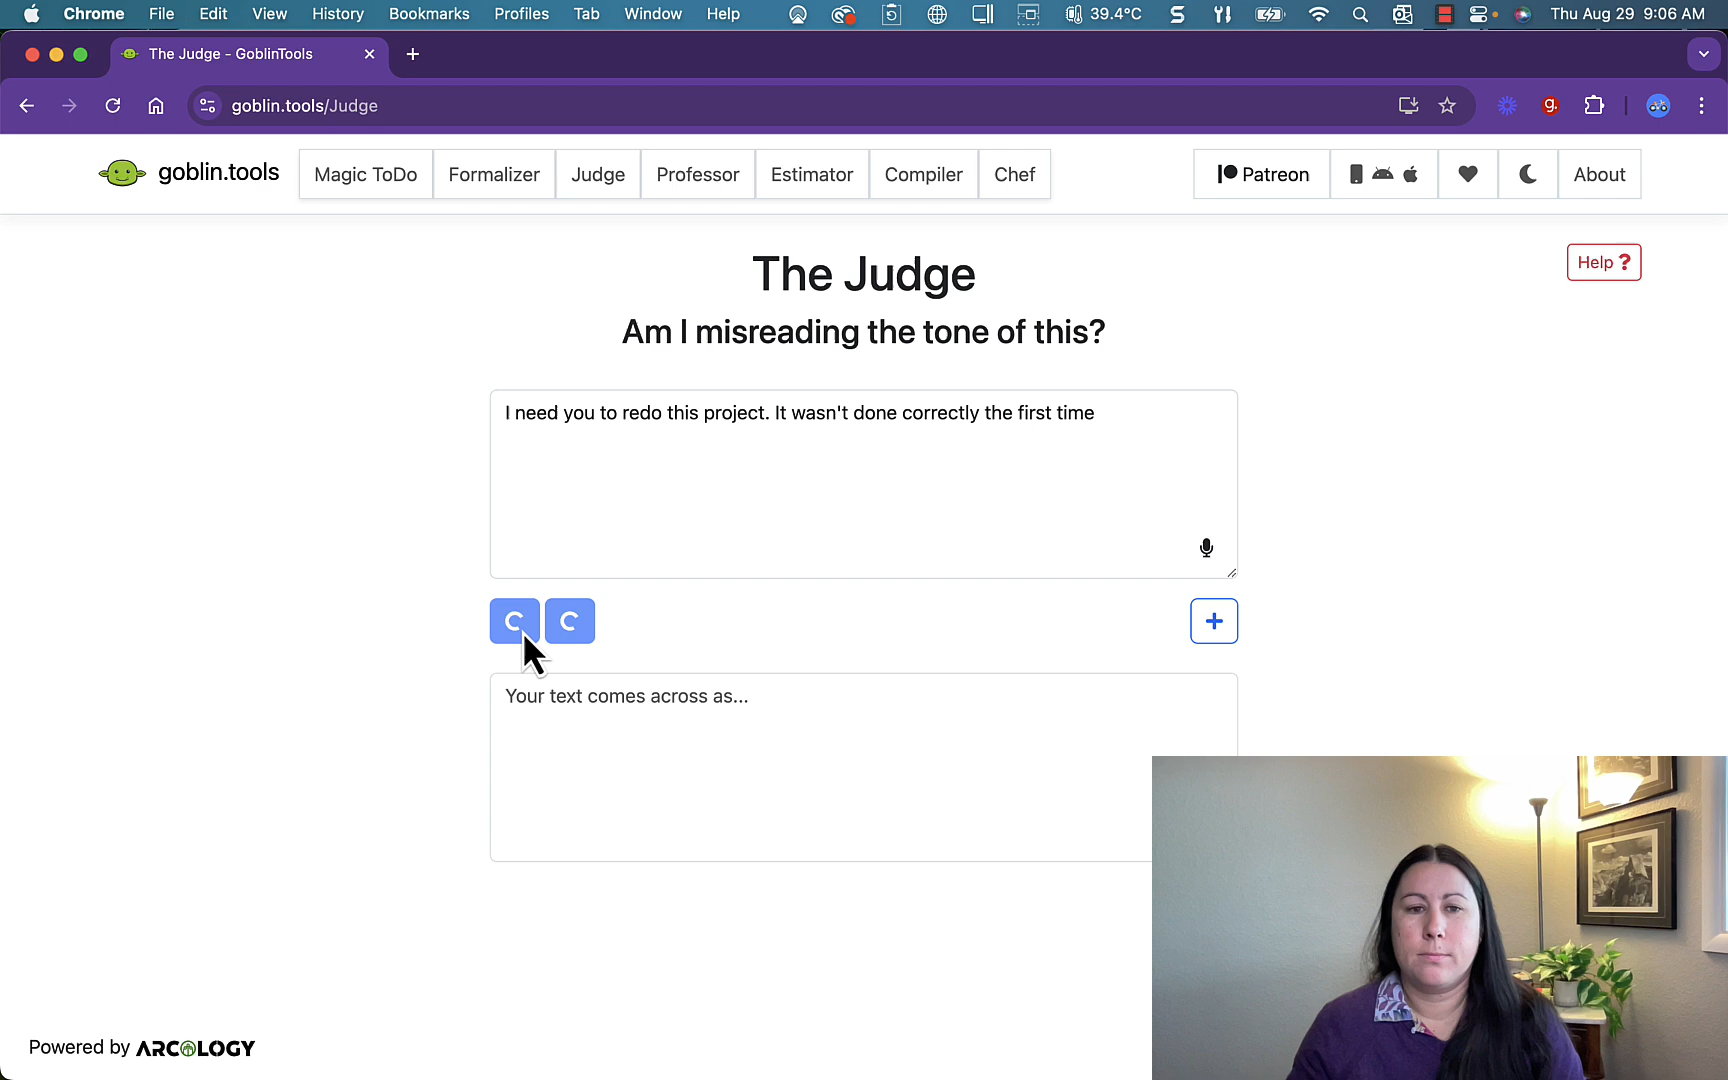 Chrome File Edit View History Bookmarks Profiles Tab Window Help 39.4°C Thu Aug 29 9:06 AM
The Judge - GoblinTools
goblin.tools/Judge
goblin.tools Magic ToDo Formalizer Judge Professor Estimator Compiler Chef Patreon About
Help ?
The Judge
Am I misreading the tone of this?
I need you to redo this project. It wasn't done correctly the first time
Your text comes across as...
Powered by ARCOLOGY